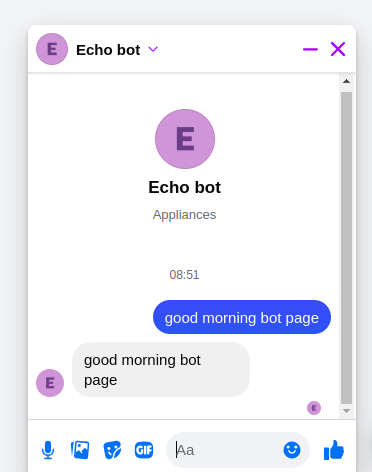 E Echo bot
E
Echo bot
Appliances
08:51
good morning bot page
good morning bot
page
E
E
GIF
Aa